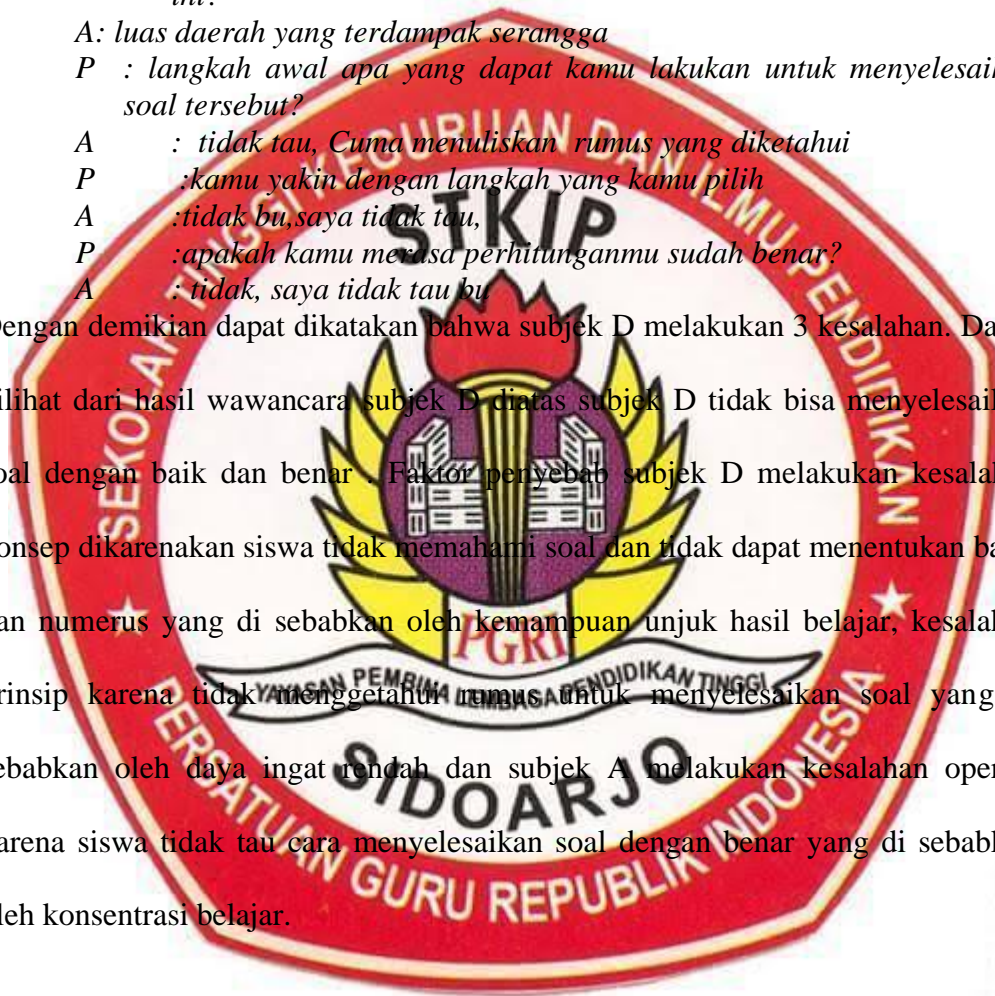 ini?
A: luas daerah yang terdampak serangga
P : langkah awal apa yang dapat kamu lakukan untuk menyelesaik
soal tersebut?
A : tidak tau, Cuma menuliskan rumus yang diketahui
P :kamu yakin dengan langkah yang kamu pilih
A :tidak bu,saya tidak tau,
P :apakah kamu merasa perhitunganmu sudah benar?
A : tidak, saya tidak tau bu
Dengan demikian dapat dikatakan bahwa subjek D melakukan 3 kesalahan. Da
ilihat dari hasil wawancara subjek D diatas subjek D tidak bisa menyelesaik
oal dengan baik dan benar . Faktor penyebab subjek D melakukan kesalah
onsep dikarenakan siswa tidak memahami soal dan tidak dapat menentukan ba
an numerus yang di sebabkan oleh kemampuan unjuk hasil belajar, kesalah
rinsip karena tidak menggetahui rumus untuk menyelesaikan soal yang
ebabkan oleh daya ingat rendah dan subjek A melakukan kesalahan oper
arena siswa tidak tau cara menyelesaikan soal dengan benar yang di sebabk
leh konsentrasi belajar.
SEKOLAH TINGGI KEGURUAN DAN ILMU PENDIDIKAN
STKIP
PGRI
YAYASAN PEMBINA LEMBAGA PENDIDIKAN TINGGI
SIDOARJO
PERSATUAN GURU REPUBLIK INDONESIA